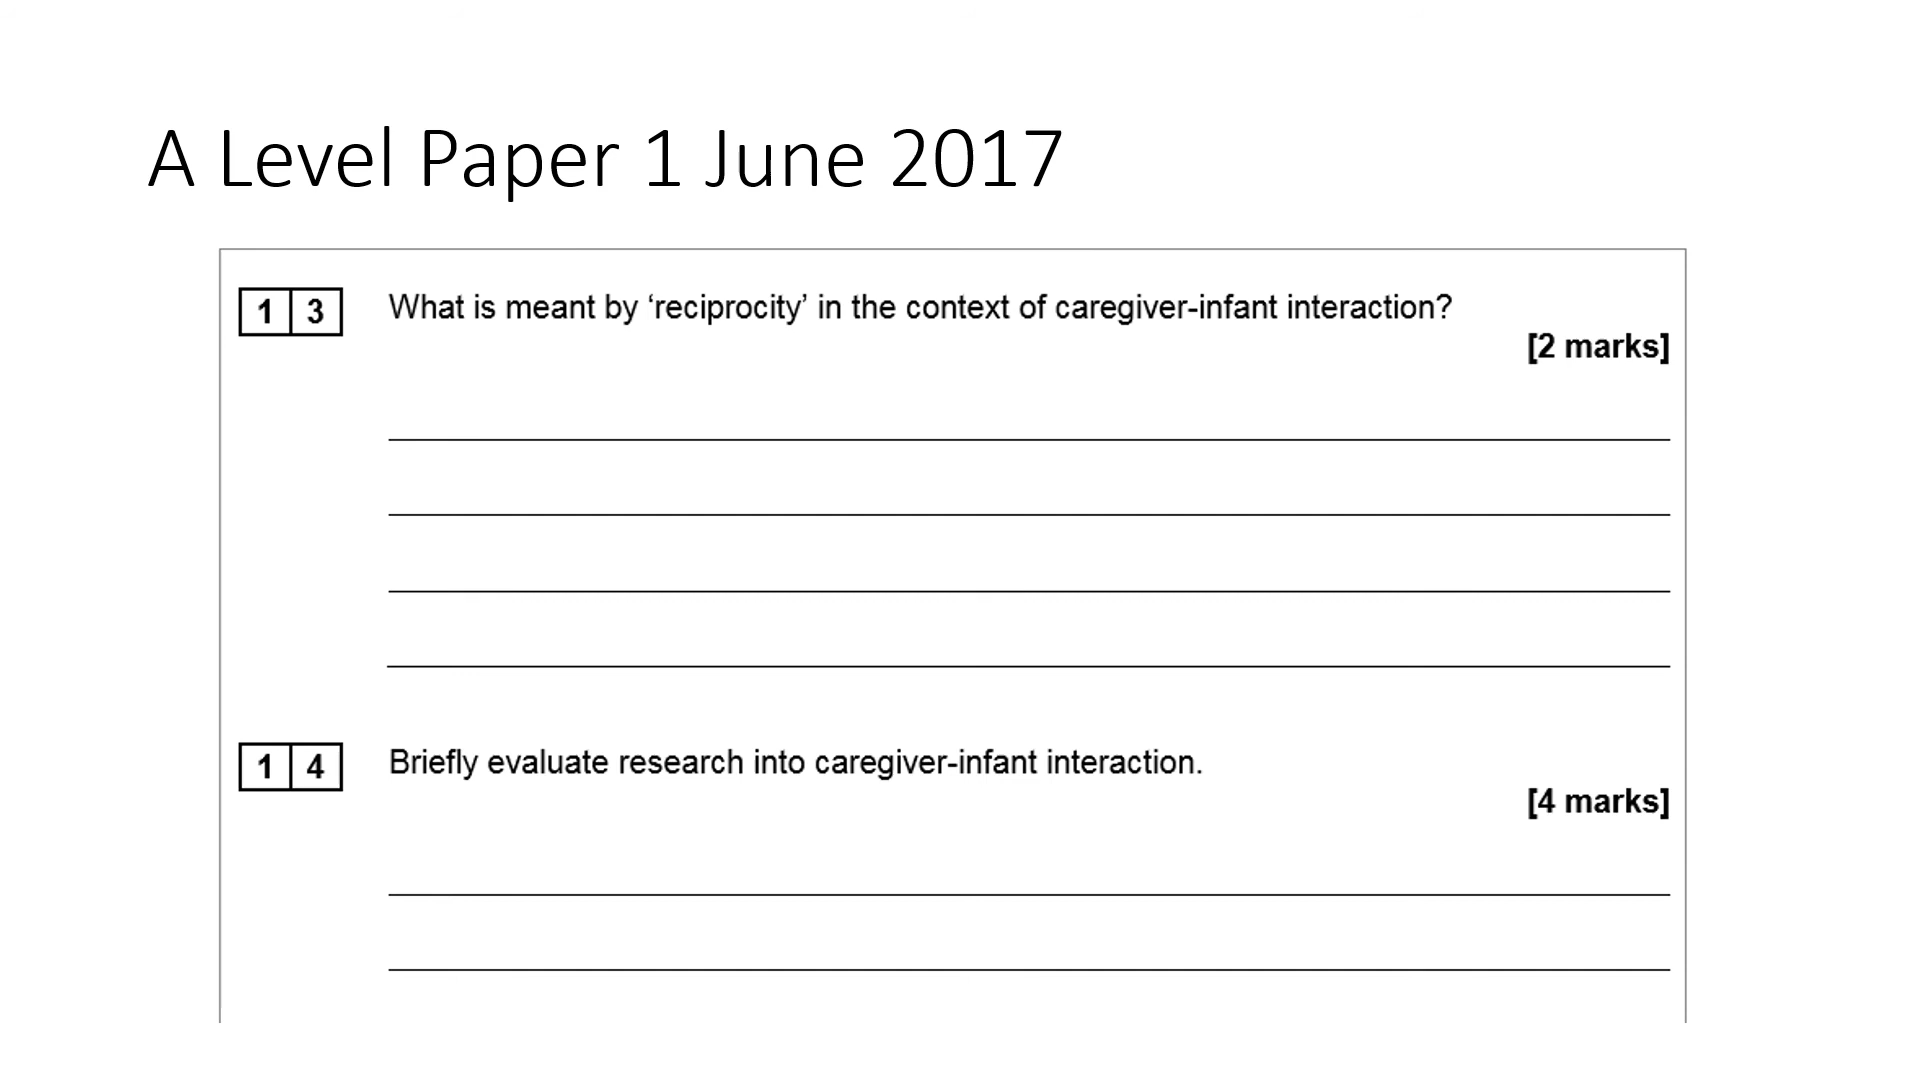 A Level Paper 1 June 2017
1 3 What is meant by ‘reciprocity’ in the context of caregiver-infant interaction?
[2 marks]
1 4 Briefly evaluate research into caregiver-infant interaction.
[4 marks]